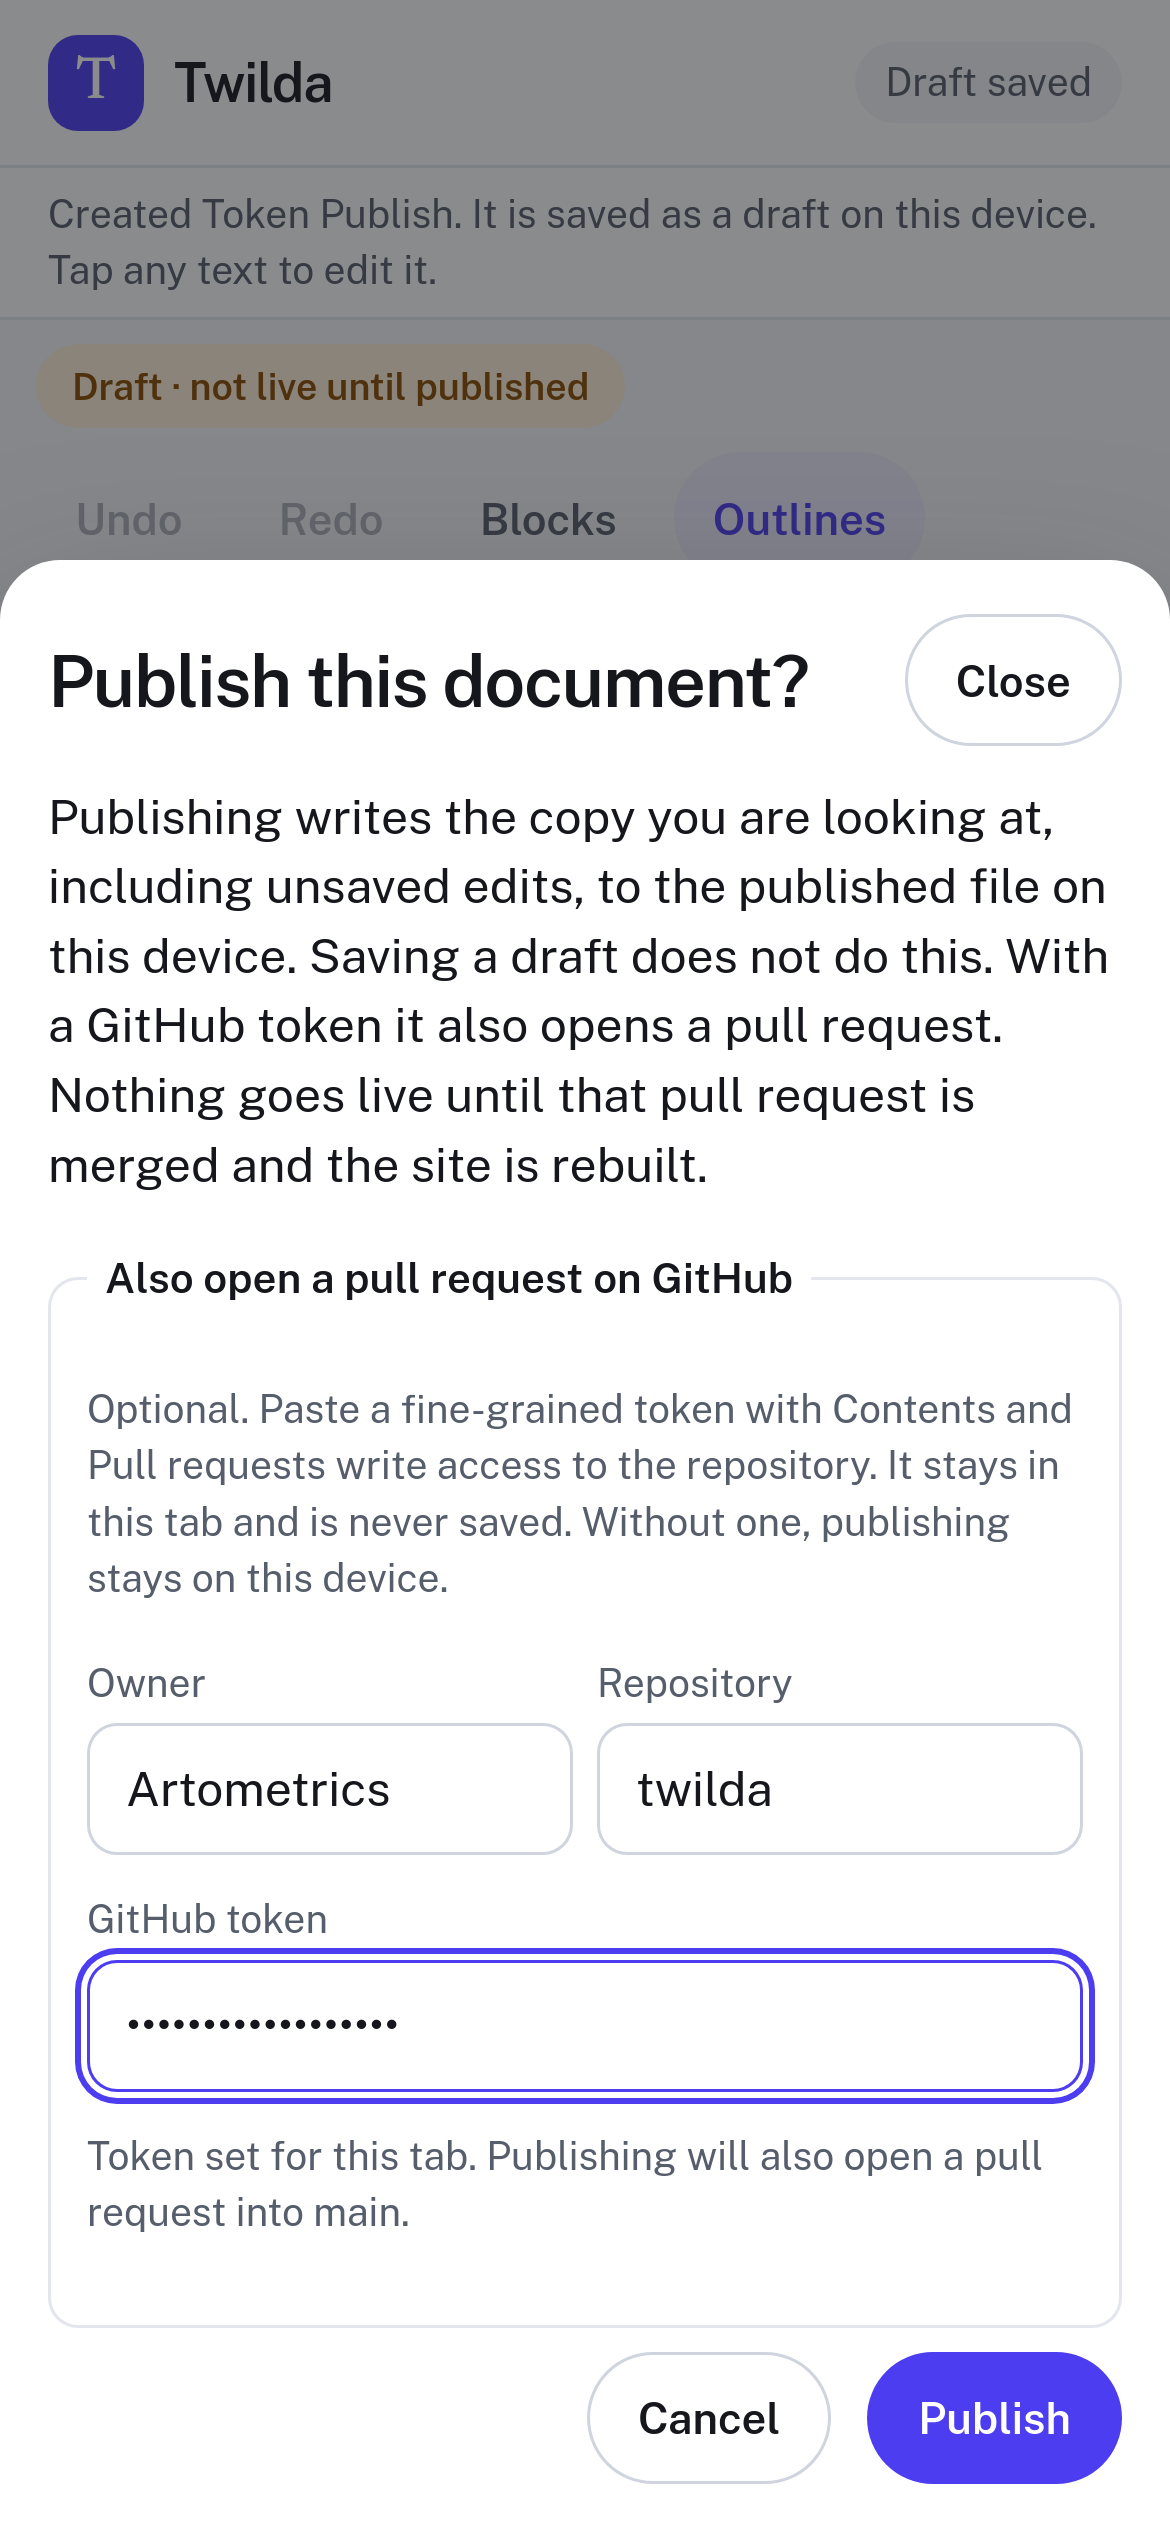 T
Twilda
Draft saved
Created Token Publish. It is saved as a draft on this device.
Tap any text to edit it.
Draft · not live until published
Undo Redo Blocks Outlines
Publish this document?
Close
Publishing writes the copy you are looking at,
including unsaved edits, to the published file on
this device. Saving a draft does not do this. With
a GitHub token it also opens a pull request.
Nothing goes live until that pull request is
merged and the site is rebuilt.
Also open a pull request on GitHub
Optional. Paste a fine-grained token with Contents and
Pull requests write access to the repository. It stays in
this tab and is never saved. Without one, publishing
stays on this device.
Owner Repository
Artometrics twilda
GitHub token
••••••••••••••••••
Token set for this tab. Publishing will also open a pull
request into main.
Cancel Publish